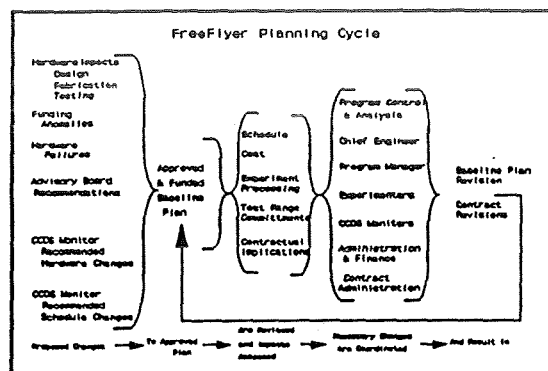 FreeFlyer Planning Cycle
Hardware Impacts
Design
Fabrication
Testing
Funding
Anomalies
Hardware
Failures
Advisory Board
Recommendations
CCDS Monitor
Recommended
Hardware Changes
CCDS Monitor
Recommended
Schedule Changes
Approved
& Funded
Baseline
Plan
Schedule
Cost
Experiment
Processing
Test Range
Committments
Contractual
Implications
Program Control
& Analysis
Chief Engineer
Program Manager
Experimenters
CCDS Monitors
Administration
& Finance
Contract
Administration
Baseline Plan
Revision
Contract
Revisions
Proposed Changes
To Approved
Plan
Are Reviewed
and Impacts
Assessed
Necessary Changes
are Coordinated
And Result in